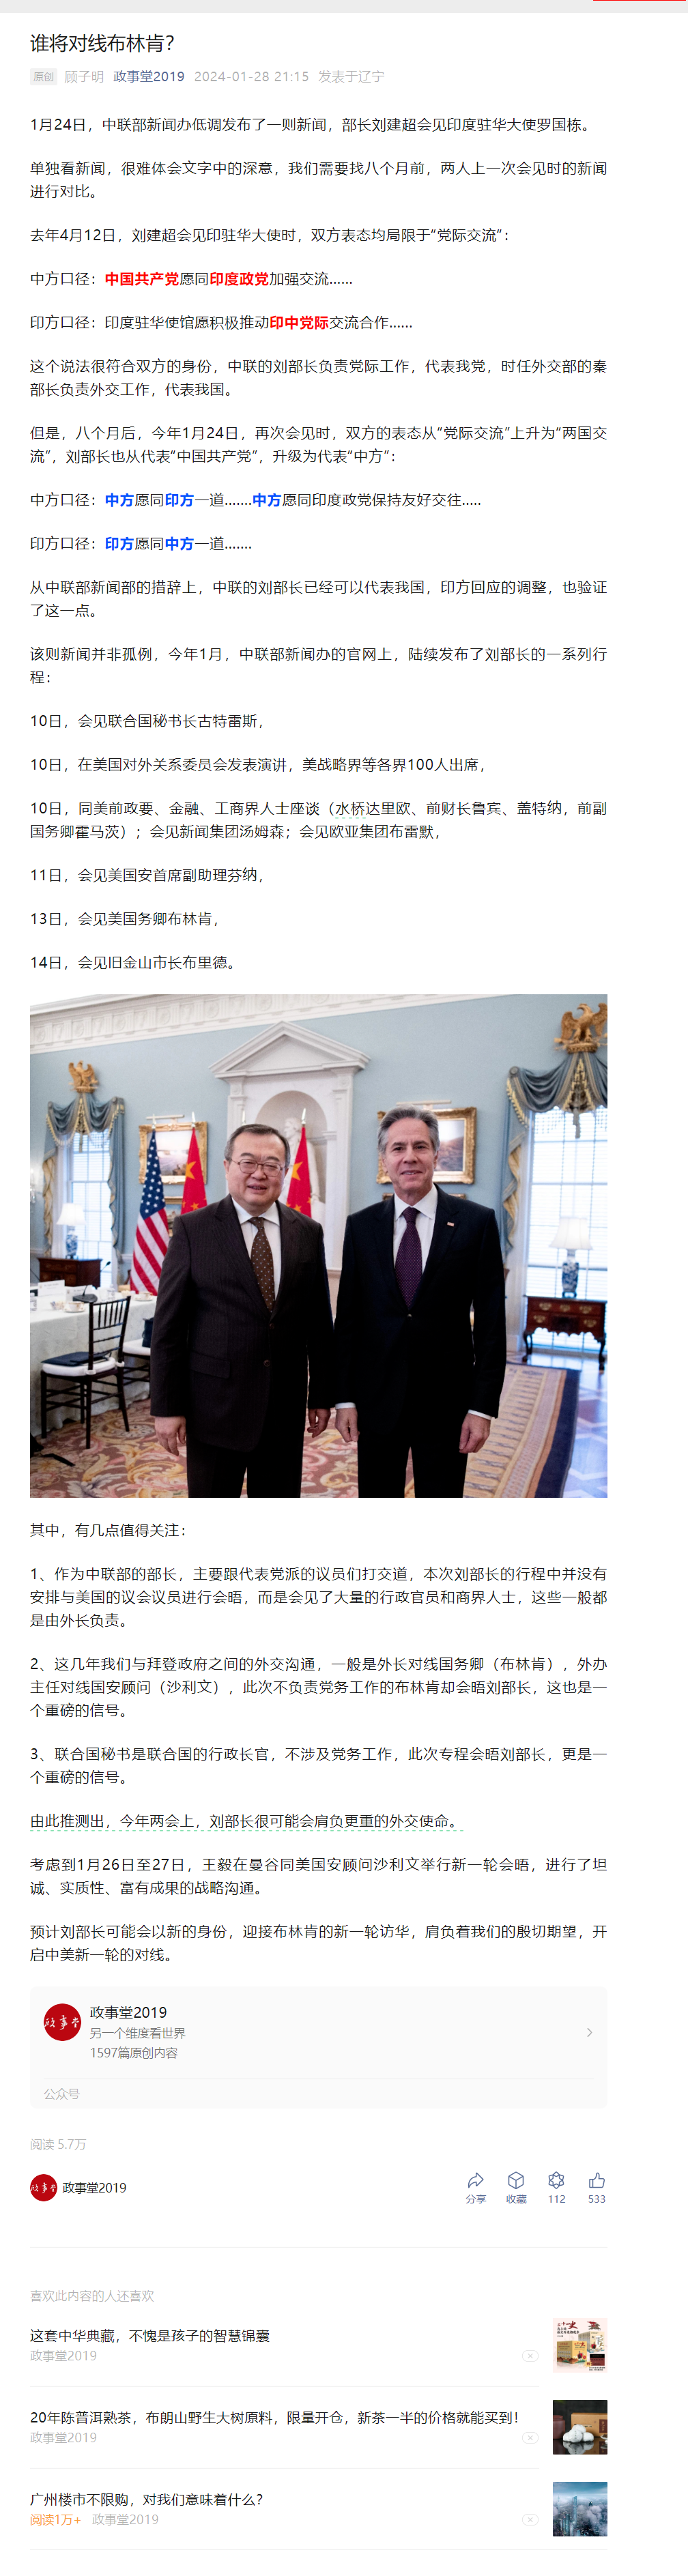 谁将对线布林肯？
原创 顾子明 政事堂2019 2024-01-28 21:15 发表于辽宁
1月24日，中联部新闻办低调发布了一则新闻，部长刘建超会见印度驻华大使罗国栋。
单独看新闻，很难体会文字中的深意，我们需要找八个月前，两人上一次会见时的新闻
进行对比。
去年4月12日，刘建超会见印驻华大使时，双方表态均局限于“党际交流”：
中方口径：中国共产党愿同印度政党加强交流......
印方口径：印度驻华使馆愿积极推动印中党际交流合作......
这个说法很符合双方的身份，中联的刘部长负责党际工作，代表我党，时任外交部的秦
部长负责外交工作，代表我国。
但是，八个月后，今年1月24日，再次会见时，双方的表态从“党际交流”上升为“两国交
流”，刘部长也从代表“中国共产党”，升级为代表“中方”：
中方口径：中方愿同印方一道.......中方愿同印度政党保持友好交往.....
印方口径：印方愿同中方一道.......
从中联部新闻部的措辞上，中联的刘部长已经可以代表我国，印方回应的调整，也验证
了这一点。
该则新闻并非孤例，今年1月，中联部新闻办的官网上，陆续发布了刘部长的一系列行
程：
10日，会见联合国秘书长古特雷斯，
10日，在美国对外关系委员会发表演讲，美战略界等各界100人出席，
10日，同美前政要、金融、工商界人士座谈（水桥达里欧、前财长鲁宾、盖特纳，前副
国务卿霍马茨）；会见新闻集团汤姆森；会见欧亚集团布雷默，
11日，会见美国安首席副助理芬纳，
13日，会见美国务卿布林肯，
14日，会见旧金山市长布里德。
其中，有几点值得关注：
1、作为中联部的部长，主要跟代表党派的议员们打交道，本次刘部长的行程中并没有
安排与美国的议会议员进行会晤，而是会见了大量的行政官员和商界人士，这些一般都
是由外长负责。
2、这几年我们与拜登政府之间的外交沟通，一般是外长对线国务卿（布林肯），外办
主任对线国安顾问（沙利文），此次不负责党务工作的布林肯却会晤刘部长，这也是一
个重磅的信号。
3、联合国秘书是联合国的行政长官，不涉及党务工作，此次专程会晤刘部长，更是一
个重磅的信号。
由此推测出，今年两会上，刘部长很可能会肩负更重的外交使命。
考虑到1月26日至27日，王毅在曼谷同美国安顾问沙利文举行新一轮会晤，进行了坦
诚、实质性、富有成果的战略沟通。
预计刘部长可能会以新的身份，迎接布林肯的新一轮访华，肩负着我们的殷切期望，开
启中美新一轮的对线。
政事堂
政事堂2019
另一个维度看世界
1597篇原创内容
公众号
阅读 5.7万
政事堂 政事堂2019
分享 收藏 112 533
喜欢此内容的人还喜欢
这套中华典藏，不愧是孩子的智慧锦囊
政事堂2019
20年陈普洱熟茶，布朗山野生大树原料，限量开仓，新茶一半的价格就能买到！
政事堂2019
广州楼市不限购，对我们意味着什么？
阅读1万+ 政事堂2019